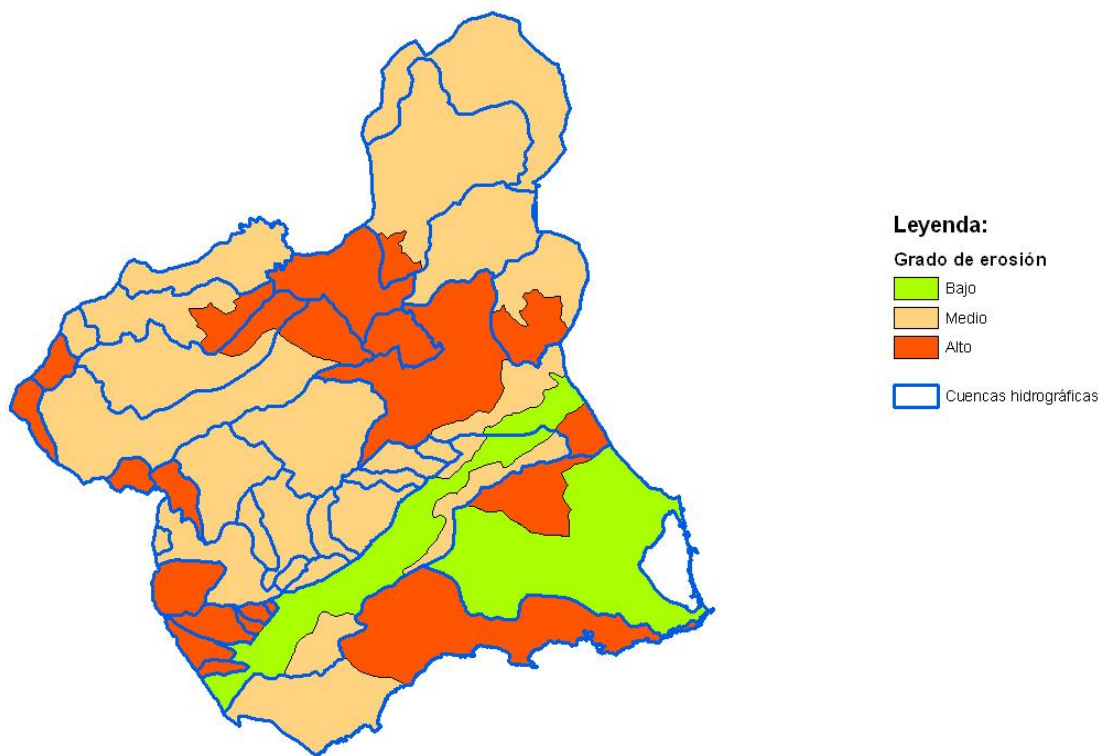 Leyenda:
Grado de erosión
Bajo
Medio
Alto
Cuencas hidrográficas